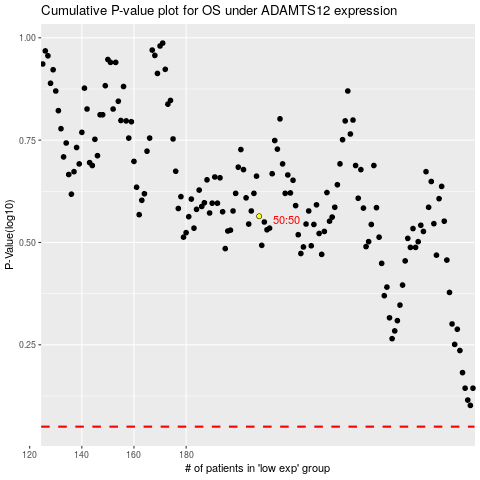 Cumulative P-value plot for OS under ADAMTS12 expression
P-Value(log10)
1.00
0.75
0.50
0.25
50:50
120 140 160 180
# of patients in 'low exp' group